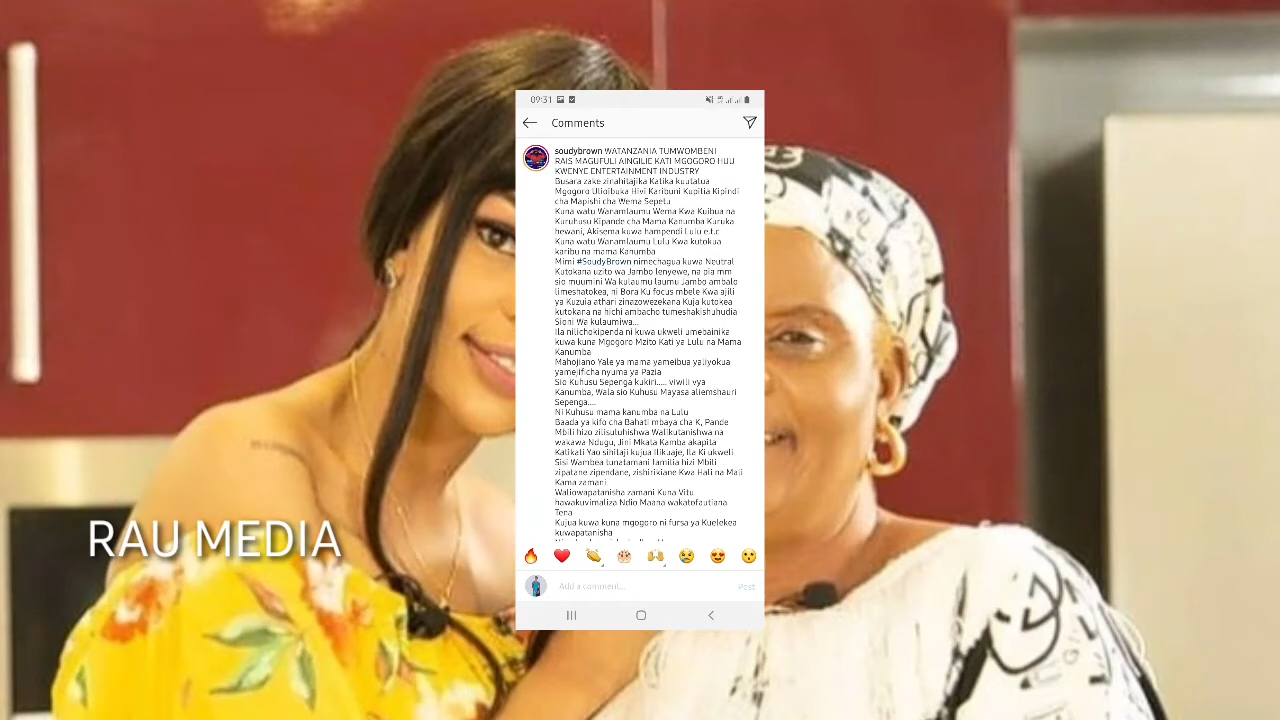 09:31
Comments
soudybrown WATANZANIA TUMWOMBENI
RAIS MAGUFULI AINGILIE KATI MGOGORO HUU
KWENYE ENTERTAINMENT INDUSTRY
Busara zake zinahitajika Katika kuutatua
Mgogoro Ulioibuka Hivi Karibuni Kupitia Kipindi
cha Mapishi cha Wema Sepetu
Kuna watu Wanamlaumu Wema Kwa Kuibua na
Kuruhusu Kipande cha Mama Kanumba Kuruka
hewani, Akisema kuwa hampendi Lulu e.t.c
Kuna watu Wanamlaumu Lulu Kwa kutokua
karibu na mama Kanumba
Mimi #SoudyBrown nimechagua kuwa Neutral
Kutokana uzito wa Jambo lenyewe, na pia mm
sio muumini Wa kulaumu laumu Jambo ambalo
limeshatokea, ni Bora Ku focus mbele Kwa ajili
ya Kuzuia athari zinazowezekana Kuja kutokea
kutokana na hichi ambacho tumeshakishuhudia
Sioni Wa kulaumiwa...
Ila nilichokipenda ni kuwa ukweli umebainika
kuwa kuna Mgogoro Mzito Kati ya Lulu na Mama
Kanumba
Mahojiano Yale ya mama yameibua yaliyokua
yamejificha nyuma ya Pazia
Sio Kuhusu Sepenga kukiri..... viwili vya
Kanumba, Wala sio Kuhusu Mayasa aliemshauri
Sepenga....
Ni Kuhusu mama kanumba na Lulu
Baada ya kifo cha Bahati mbaya cha K, Pande
Mbili hizo zilisuluhishwa Walikutanishwa na
wakawa Ndugu, Jini Mkata Kamba akapita
Katikati Yao sihitaji kujua Ilikuaje, Ila Ki ukweli
Sisi Wambea tunatamani familia hizi Mbili
zipatane zipendane, zishirikiane Kwa Hali na Mali
Kama zamani
Waliowapatanisha zamani Kuna Vitu
hawakuvimaliza Ndio Maana wakatofautiana
Tena
Kujua kuwa kuna mgogoro ni fursa ya Kuelekea
kuwapatanisha
Add a comment...
Post
RAU MEDIA